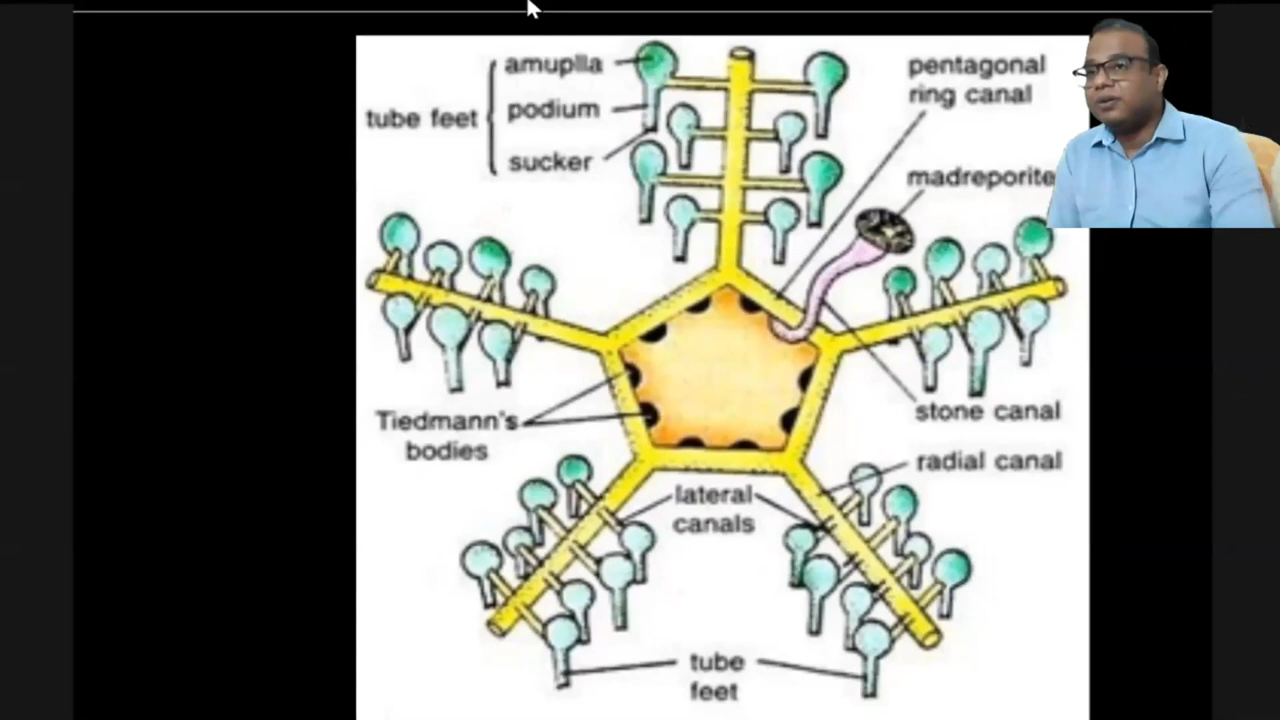 amuplla
podium
tube feet
sucker
pentagonal
ring canal
madreporite
Tiedmann's
bodies
stone canal
radial canal
lateral
canals
tube
feet